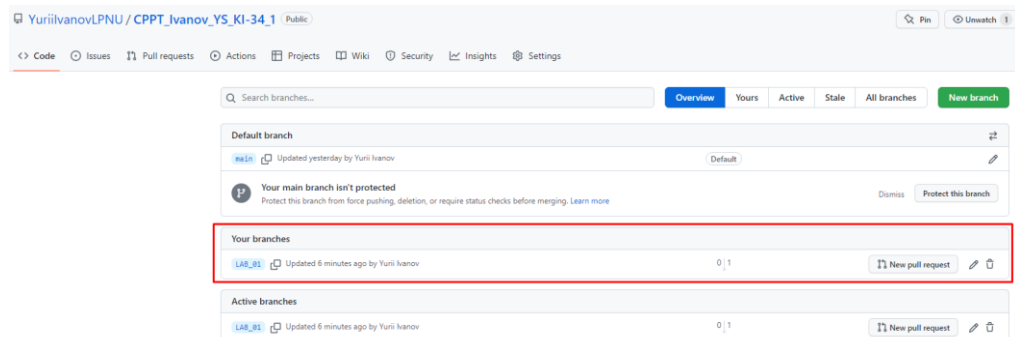 YuriiIvanovLPNU / CPPT_Ivanov_YS_KI-34_1 Public Pin Unwatch 1
<> Code Issues Pull requests Actions Projects Wiki Security Insights Settings
Search branches... Overview Yours Active Stale All branches New branch
Default branch
main Updated yesterday by Yurii Ivanov Default
Your main branch isn't protected
Protect this branch from force pushing, deletion, or require status checks before merging. Learn more Dismiss Protect this branch
Your branches
LAB_01 Updated 6 minutes ago by Yurii Ivanov 0 1 New pull request
Active branches
LAB_01 Updated 6 minutes ago by Yurii Ivanov 0 1 New pull request